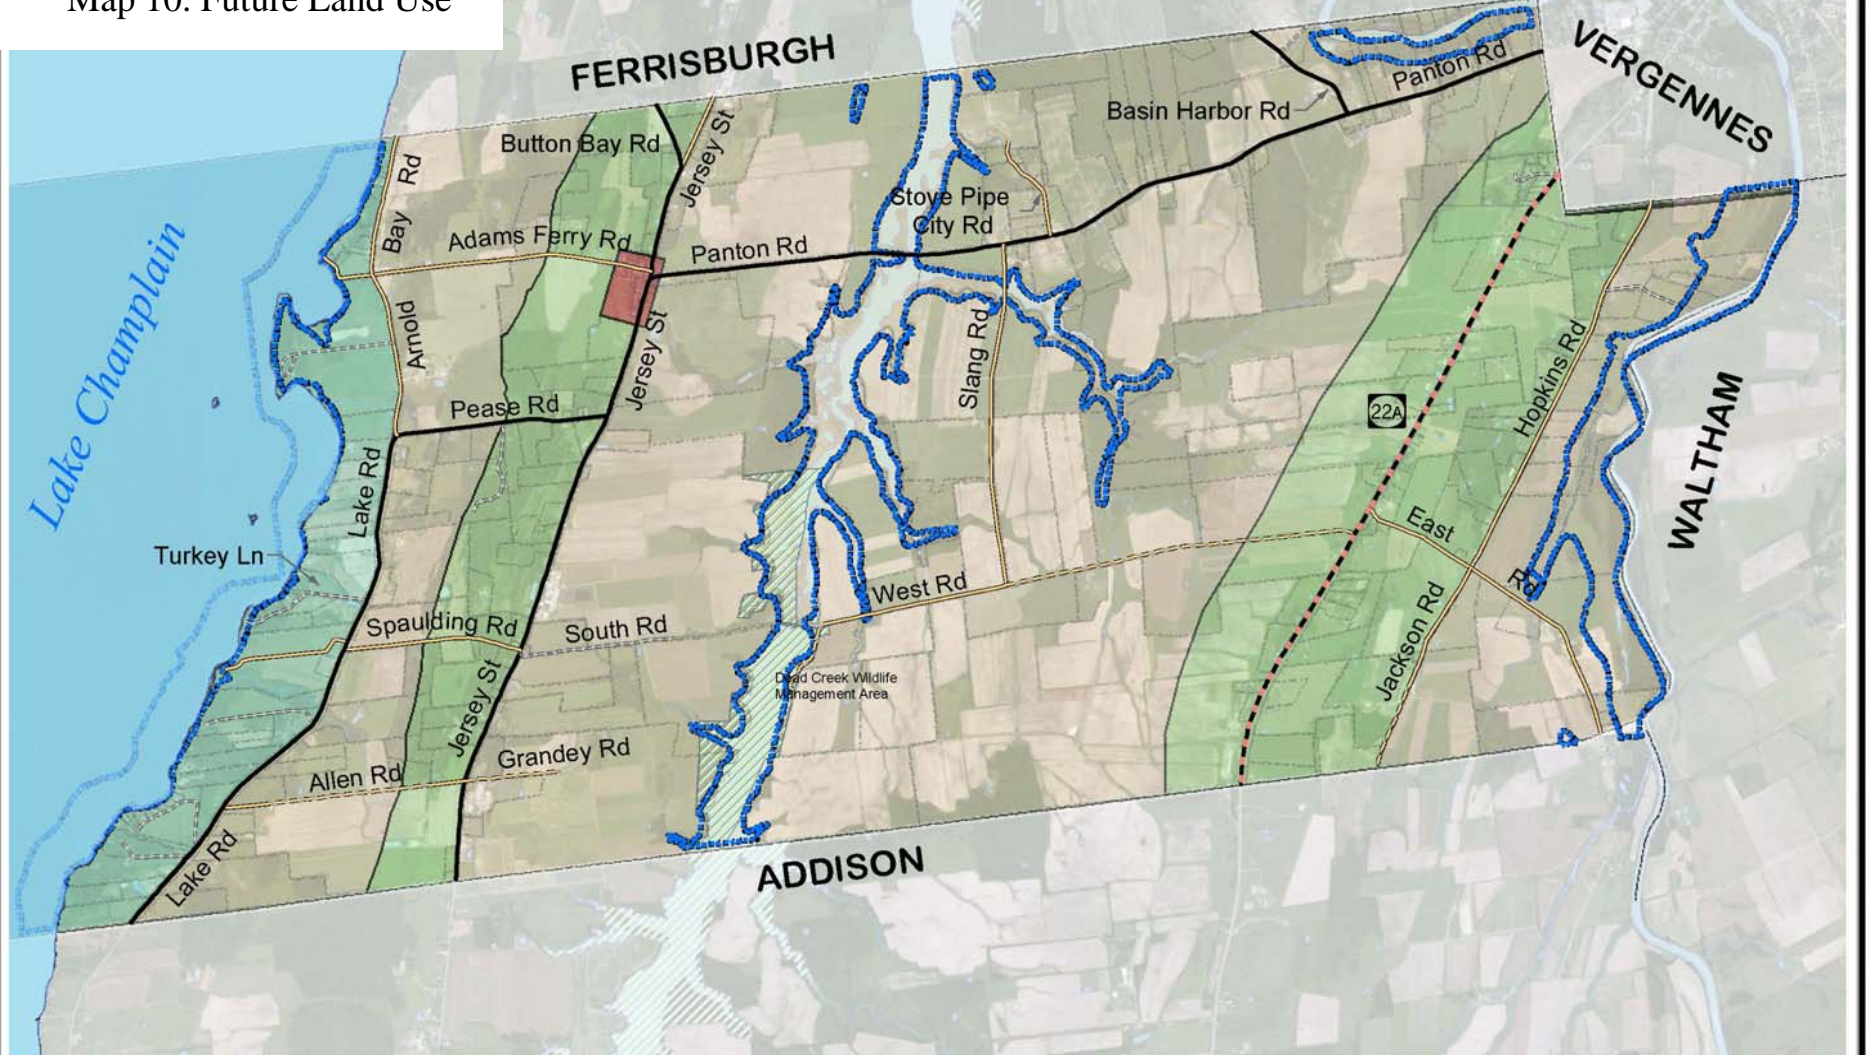 Map 10: Future Land Use
FERRISBURGH
VERGENNES
Panton Rd
Basin Harbor Rd
Button Bay Rd
Jersey St
Bay Rd
Stove Pipe
City Rd
Adams Ferry Rd
Panton Rd
Lake Champlain
Arnold
Slang Rd
Jersey St
Hopkins Rd
Pease Rd
22A
WALTHAM
Lake Rd
East Rd
Turkey Ln
West Rd
Spaulding Rd
South Rd
Jackson Rd
Dead Creek Wildlife
Management Area
Jersey St
Grandey Rd
Allen Rd
Lake Rd
ADDISON